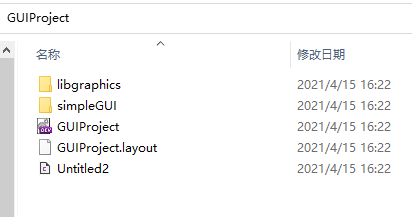 GUIProject
名称 修改日期
libgraphics 2021/4/15 16:22
simpleGUI 2021/4/15 16:22
GUIProject 2021/4/15 16:22
GUIProject.layout 2021/4/15 16:22
Untitled2 2021/4/15 16:22